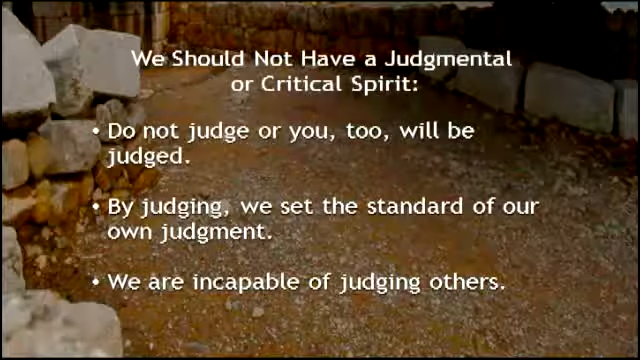 We Should Not Have a Judgmental
or Critical Spirit:
• Do not judge or you, too, will be
judged.
• By judging, we set the standard of our
own judgment.
• We are incapable of judging others.